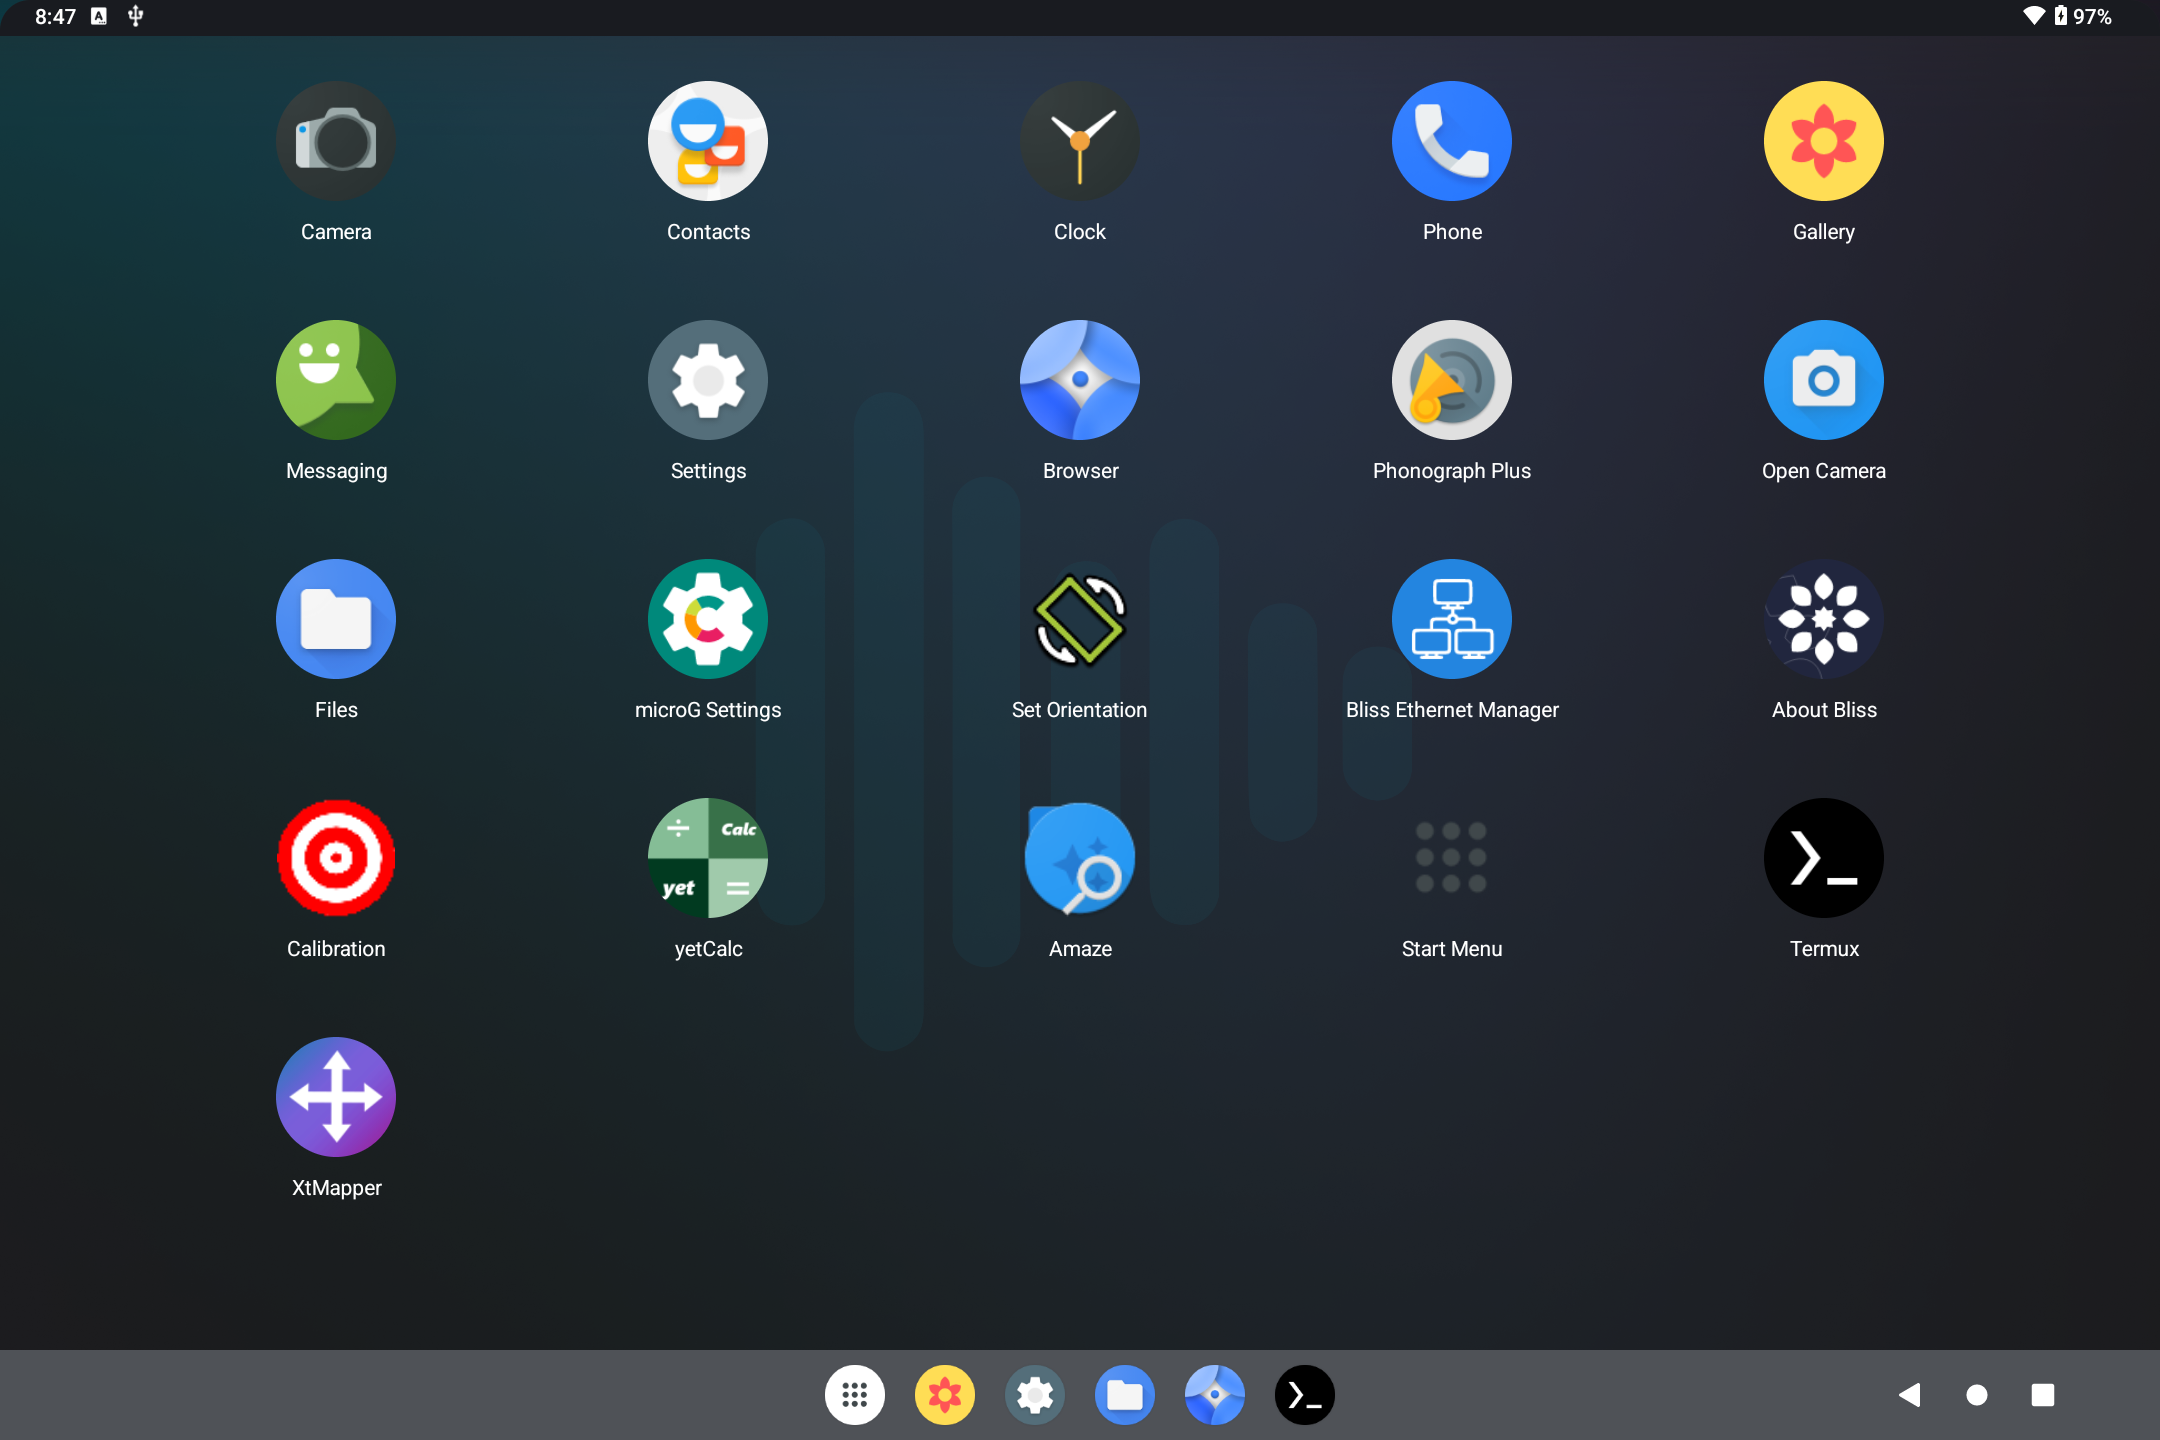 8:47 97%
Camera Contacts Clock Phone Gallery
Messaging Settings Browser Phonograph Plus Open Camera
Files microG Settings Set Orientation Bliss Ethernet Manager About Bliss
÷ Calc
yet =
Calibration yetCalc Amaze Start Menu Termux
XtMapper